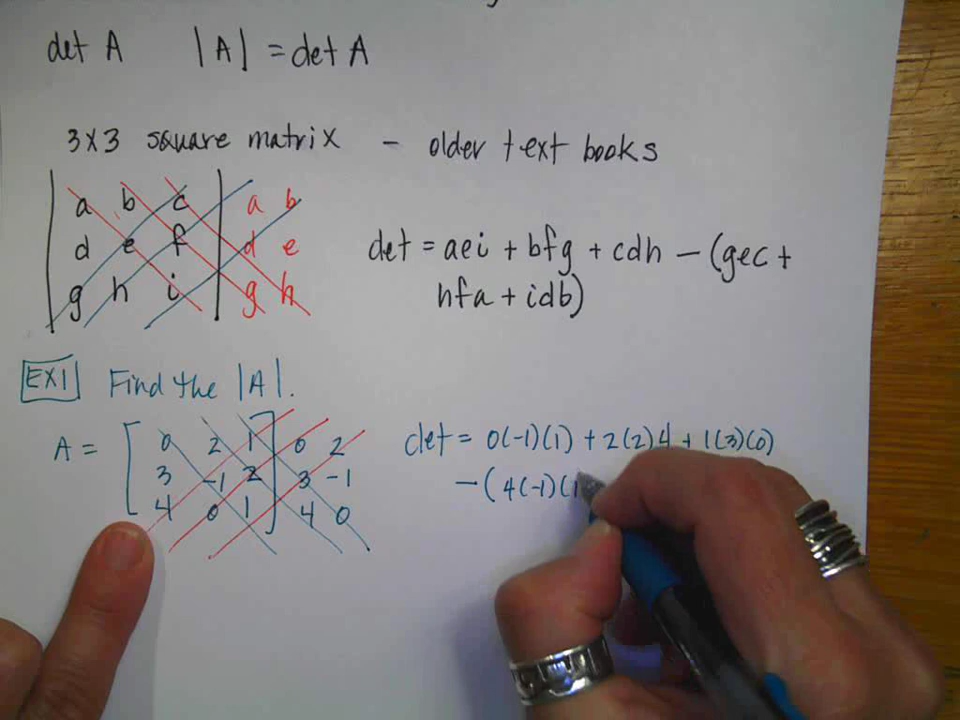 det A |A| = det A
3x3 square matrix - older text books
a b c a b
d e f d e
g h i g h
det = aei + bfg + cdh - (gec +
hfa + idb)
EX1 Find the |A|.
A = [ 0 2 1 ] 0 2
3 -1 2 3 -1
4 0 1 4 0
det = 0(-1)(1) + 2(2)4 + 1(3)(0)
- (4(-1)(1